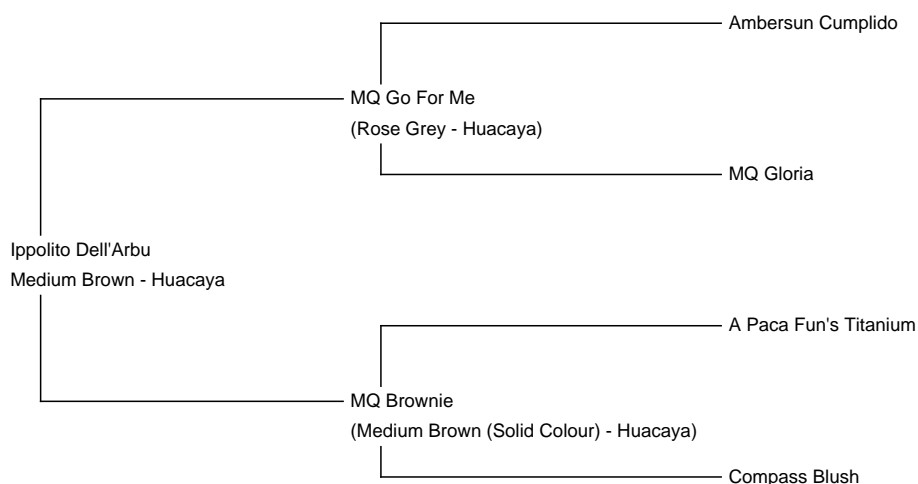 Ambersun Cumplido
MQ Go For Me
(Rose Grey - Huacaya)
MQ Gloria
Ippolito Dell'Arbu
Medium Brown - Huacaya
A Paca Fun's Titanium
MQ Brownie
(Medium Brown (Solid Colour) - Huacaya)
Compass Blush